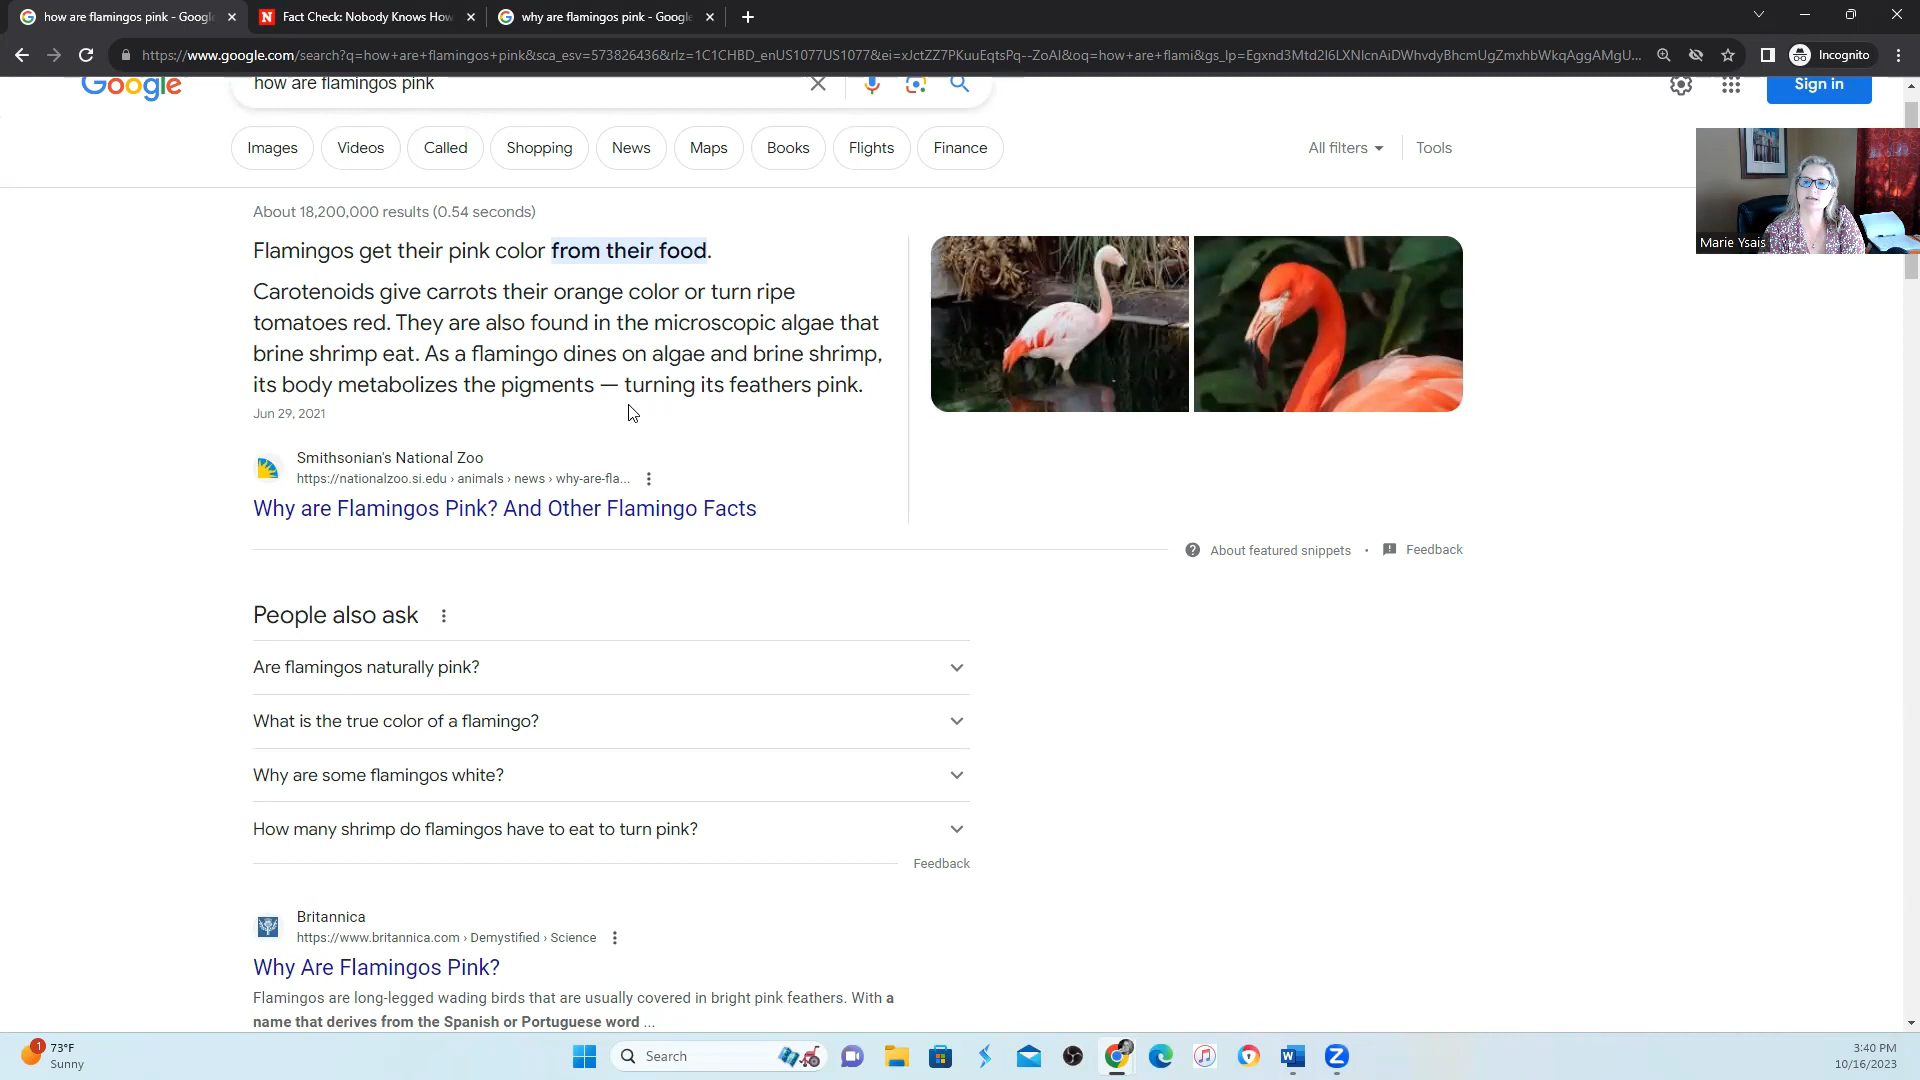 how are flamingos pink - Googl
Fact Check: Nobody Knows How
why are flamingos pink - Google
https://www.google.com/search?q=how+are+flamingos+pink&sca_esv=573826436&rlz=1C1CHBD_enUS1077US1077&ei=xJctZZ7PKuuEqtsPq--ZoAI&oq=how+are+flami&gs_lp=Egxnd3Mtd2l6LXNlcnAiDWhvdyBhcmUgZmxhbWkqAggAMgU...
Incognito
Google
how are flamingos pink
Sign in
Images
Videos
Called
Shopping
News
Maps
Books
Flights
Finance
All filters
Tools
About 18,200,000 results (0.54 seconds)
Flamingos get their pink color from their food.
Carotenoids give carrots their orange color or turn ripe
tomatoes red. They are also found in the microscopic algae that
brine shrimp eat. As a flamingo dines on algae and brine shrimp,
its body metabolizes the pigments — turning its feathers pink.
Jun 29, 2021
Marie Ysais
Smithsonian's National Zoo
https://nationalzoo.si.edu › animals › news › why-are-fla...
Why are Flamingos Pink? And Other Flamingo Facts
About featured snippets • Feedback
People also ask
Are flamingos naturally pink?
What is the true color of a flamingo?
Why are some flamingos white?
How many shrimp do flamingos have to eat to turn pink?
Feedback
Britannica
https://www.britannica.com › Demystified › Science
Why Are Flamingos Pink?
Flamingos are long-legged wading birds that are usually covered in bright pink feathers. With a
name that derives from the Spanish or Portuguese word ...
1
73°F
Sunny
Search
3:40 PM
10/16/2023